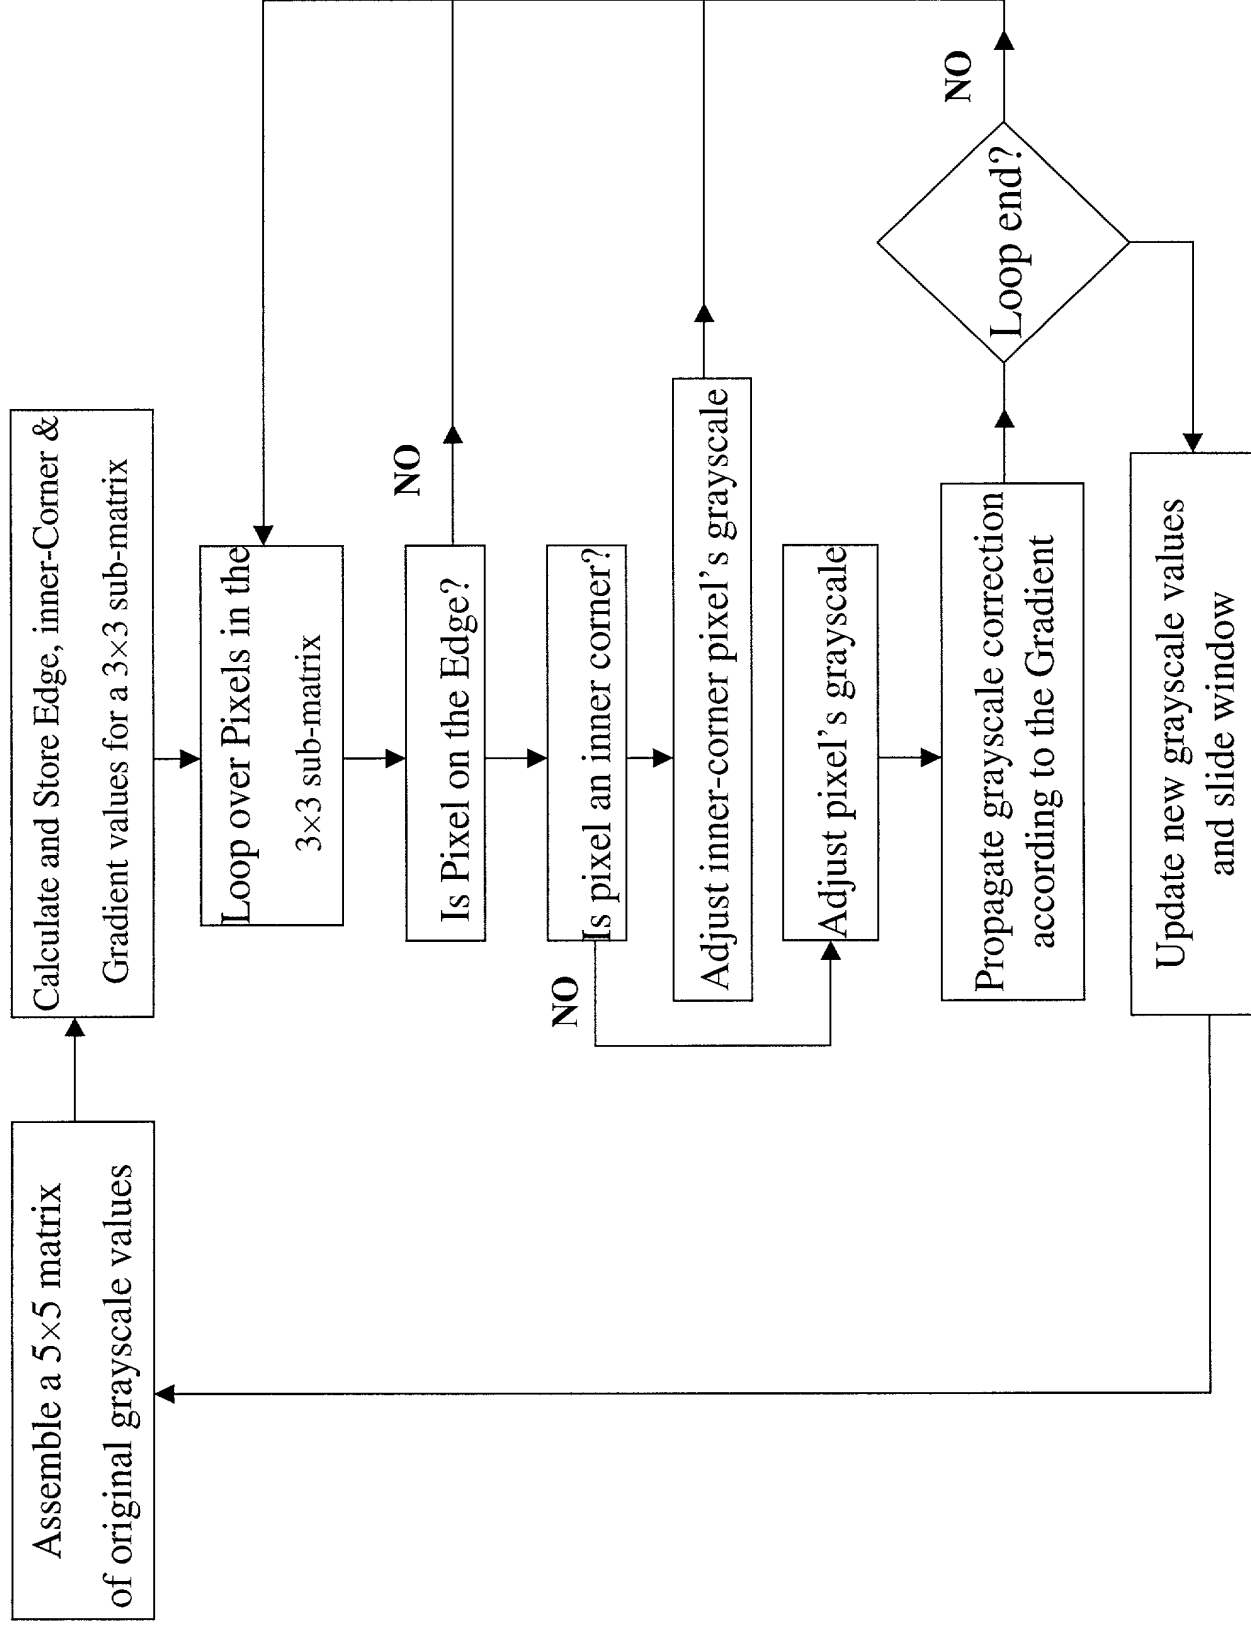 Assemble a 5×5 matrix
of original grayscale values
Calculate and Store Edge, inner-Corner &
Gradient values for a 3×3 sub-matrix
Loop over Pixels in the
3×3 sub-matrix
Is Pixel on the Edge?
NO
Is pixel an inner corner?
NO
Adjust inner-corner pixel's grayscale
Adjust pixel's grayscale
Propagate grayscale correction
according to the Gradient
Loop end?
NO
Update new grayscale values
and slide window